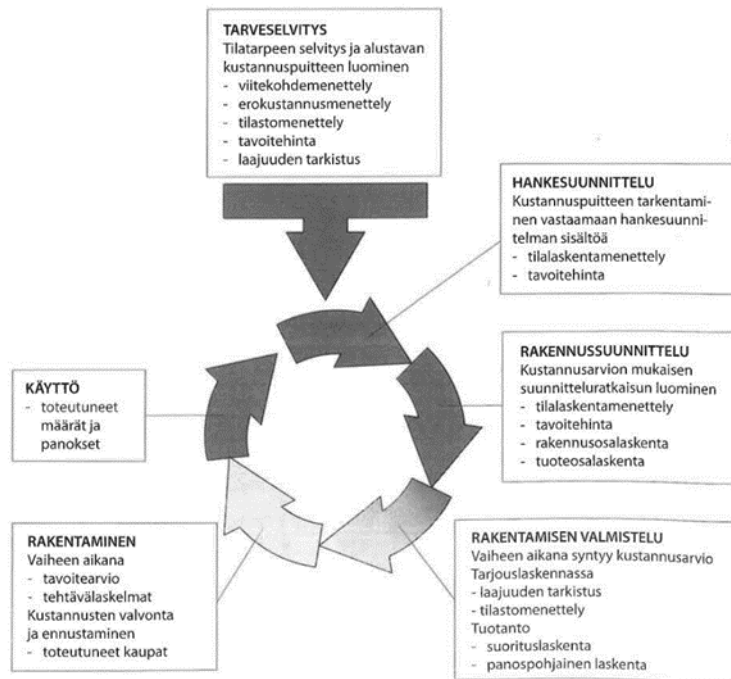 TARVESELVITYS
Tilatarpeen selvitys ja alustavan
kustannuspuitteen luominen
- viitekohdemenettely
- erokustannusmenettely
- tilastomenettely
- tavoitehinta
- laajuuden tarkistus
HANKESUUNNITTELU
Kustannuspuitteen tarkentami-
nen vastaamaan hankesuunni-
telman sisältöä
- tilalaskentamenettely
- tavoitehinta
RAKENNUSSUUNNITTELU
Kustannusarvion mukaisen
suunnitteluratkaisun luominen
- tilalaskentamenettely
- tavoitehinta
- rakennusosalaskenta
- tuoteosalaskenta
KÄYTTÖ
- toteutuneet
määrät ja
panokset
RAKENTAMINEN
Vaiheen aikana
- tavoitearvio
- tehtävälaskelmat
Kustannusten valvonta
ja ennustaminen
- toteutuneet kaupat
RAKENTAMISEN VALMISTELU
Vaiheen aikana syntyy kustannusarvio
Tarjouslaskennassa
- laajuuden tarkistus
- tilastomenettely
Tuotanto
- suorituslaskenta
- panospohjainen laskenta